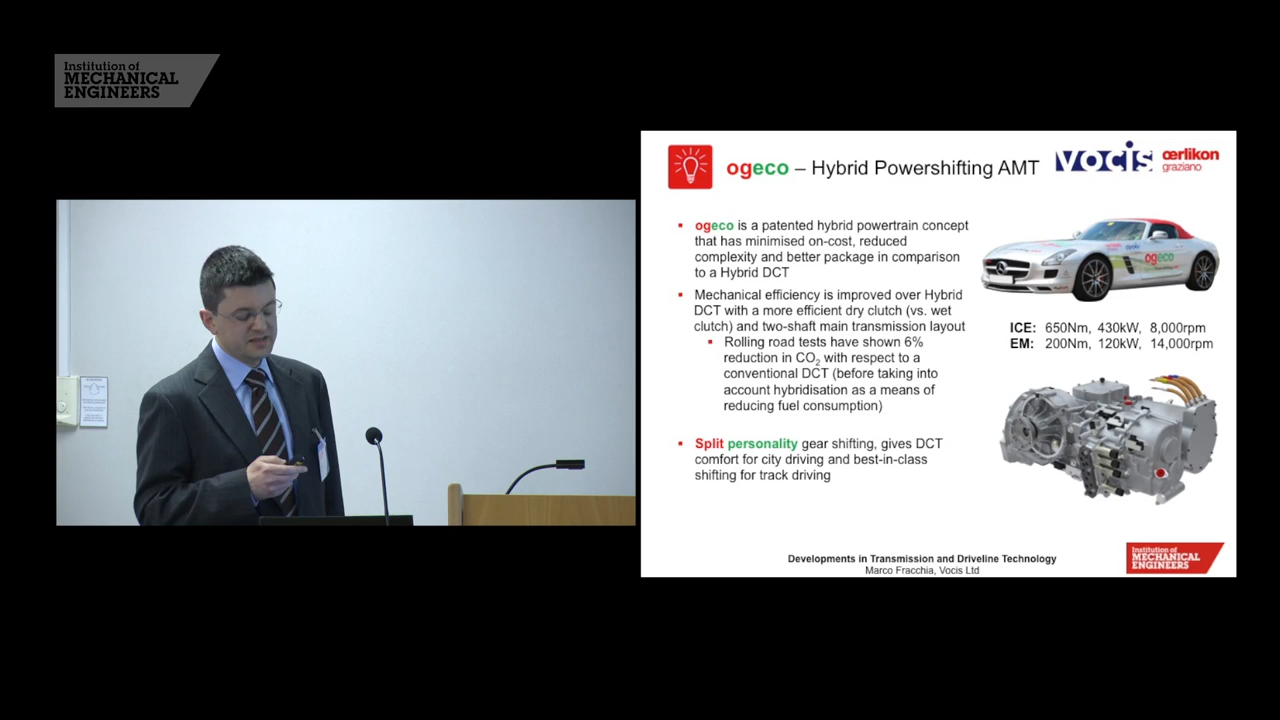 Institution of
MECHANICAL
ENGINEERS
ogeco – Hybrid Powershifting AMT
vocis
œrlikon
graziano
ogeco is a patented hybrid powertrain concept
that has minimised on-cost, reduced
complexity and better package in comparison
to a Hybrid DCT
Mechanical efficiency is improved over Hybrid
DCT with a more efficient dry clutch (vs. wet
clutch) and two-shaft main transmission layout
Rolling road tests have shown 6%
reduction in CO2 with respect to a
conventional DCT (before taking into
account hybridisation as a means of
reducing fuel consumption)
Split personality gear shifting, gives DCT
comfort for city driving and best-in-class
shifting for track driving
ogeco
ICE: 650Nm, 430kW, 8,000rpm
EM: 200Nm, 120kW, 14,000rpm
Developments in Transmission and Driveline Technology
Marco Fracchia, Vocis Ltd
Institution of
MECHANICAL
ENGINEERS